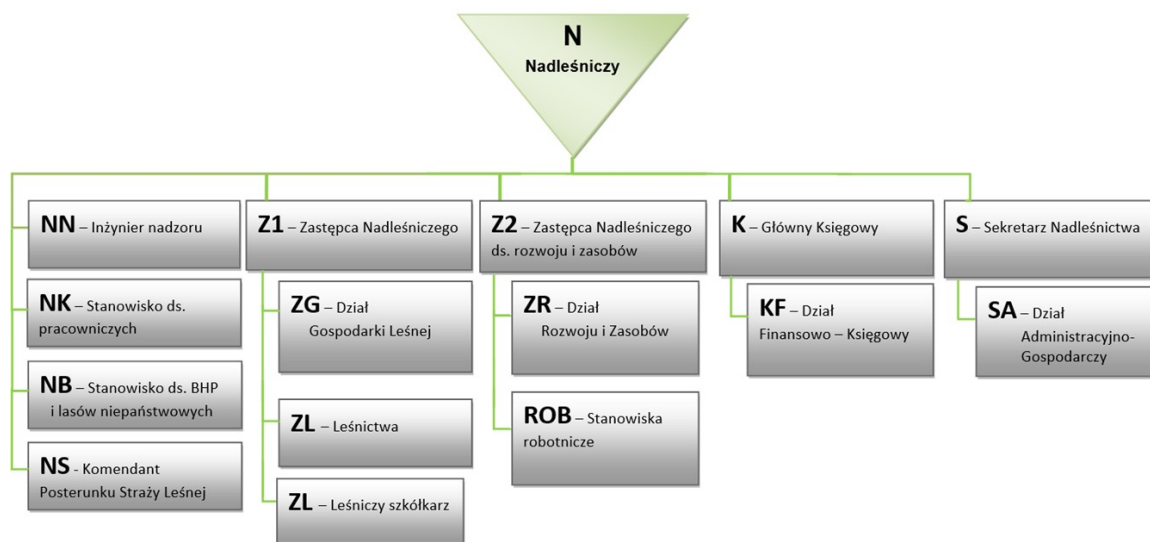 N
Nadleśniczy
NN – Inżynier nadzoru
NK – Stanowisko ds.
pracowniczych
NB – Stanowisko ds. BHP
i lasów niepaństwowych
NS - Komendant
Posterunku Straży Leśnej
Z1 – Zastępca Nadleśniczego
ZG – Dział
Gospodarki Leśnej
ZL – Leśnictwa
ZL – Leśniczy szkółkarz
Z2 – Zastępca Nadleśniczego
ds. rozwoju i zasobów
ZR – Dział
Rozwoju i Zasobów
ROB – Stanowiska
robotnicze
K – Główny Księgowy
KF – Dział
Finansowo – Księgowy
S – Sekretarz Nadleśnictwa
SA – Dział
Administracyjno-
Gospodarczy